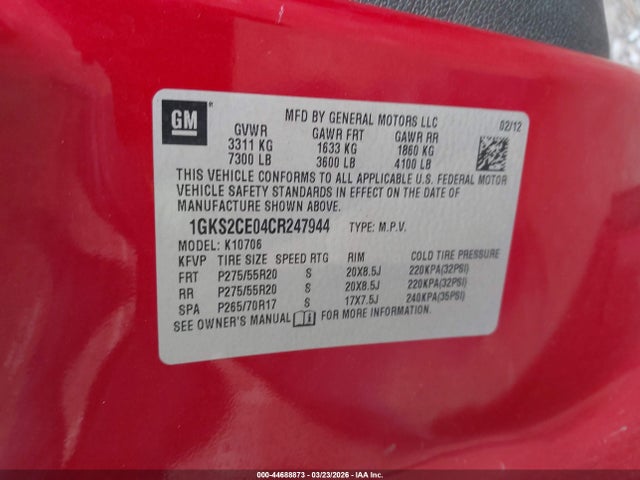 GM
MFD BY GENERAL MOTORS LLC
02/12
GVWR GAWR FRT GAWR RR
3311 KG 1633 KG 1860 KG
7300 LB 3600 LB 4100 LB
THIS VEHICLE CONFORMS TO ALL APPLICABLE U.S. FEDERAL MOTOR
VEHICLE SAFETY STANDARDS IN EFFECT ON THE DATE OF
MANUFACTURE SHOWN ABOVE.
1GKS2CE04CR247944 TYPE: M.P.V.
MODEL: K10706
KFVP TIRE SIZE SPEED RTG RIM COLD TIRE PRESSURE
FRT P275/55R20 S 20X8.5J 220KPA(32PSI)
RR P275/55R20 S 20X8.5J 220KPA(32PSI)
SPA P265/70R17 S 17X7.5J 240KPA(35PSI)
SEE OWNER'S MANUAL FOR MORE INFORMATION.
000-44688873 | 03/23/2026 | IAA Inc.